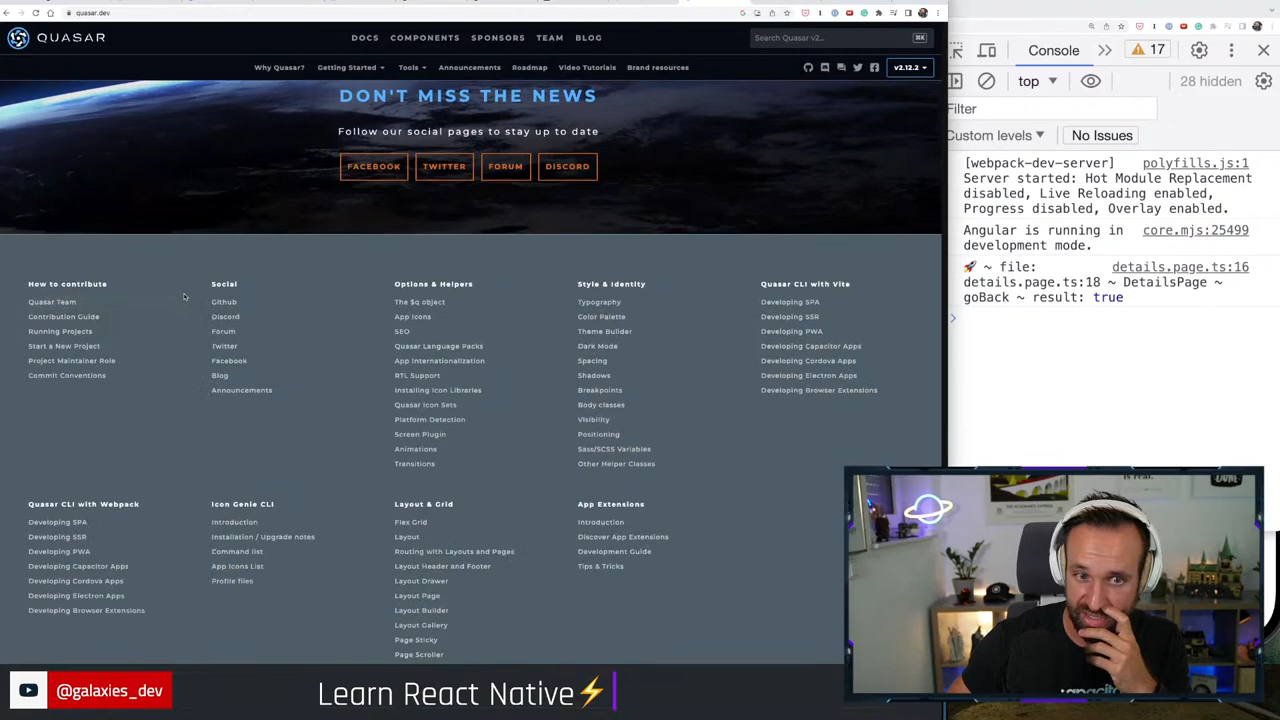 quasar.dev
QUASAR
DOCS COMPONENTS SPONSORS TEAM BLOG
Search Quasar v2...
⌘K
Why Quasar? Getting Started Tools Announcements Roadmap Video Tutorials Brand resources
v2.12.2
DON'T MISS THE NEWS
Follow our social pages to stay up to date
FACEBOOK TWITTER FORUM DISCORD
How to contribute
Quasar Team
Contribution Guide
Running Projects
Start a New Project
Project Maintainer Role
Commit Conventions
Social
Github
Discord
Forum
Twitter
Facebook
Blog
Announcements
Options & Helpers
The $q object
App Icons
SEO
Quasar Language Packs
App Internationalization
RTL Support
Installing Icon Libraries
Quasar Icon Sets
Platform Detection
Screen Plugin
Animations
Transitions
Style & Identity
Typography
Color Palette
Theme Builder
Dark Mode
Spacing
Shadows
Breakpoints
Body classes
Visibility
Positioning
Sass/SCSS Variables
Other Helper Classes
Quasar CLI with Vite
Developing SPA
Developing SSR
Developing PWA
Developing Capacitor Apps
Developing Cordova Apps
Developing Electron Apps
Developing Browser Extensions
Quasar CLI with Webpack
Developing SPA
Developing SSR
Developing PWA
Developing Capacitor Apps
Developing Cordova Apps
Developing Electron Apps
Developing Browser Extensions
Icon Genie CLI
Introduction
Installation / Upgrade notes
Command list
App Icons List
Profile files
Layout & Grid
Flex Grid
Layout
Routing with Layouts and Pages
Layout Header and Footer
Layout Drawer
Layout Page
Layout Builder
Layout Gallery
Page Sticky
Page Scroller
App Extensions
Introduction
Discover App Extensions
Development Guide
Tips & Tricks
Console
17
top
28 hidden
Filter
Custom levels
No Issues
[webpack-dev-server] polyfills.js:1
Server started: Hot Module Replacement
disabled, Live Reloading enabled,
Progress disabled, Overlay enabled.
Angular is running in core.mjs:25499
development mode.
🚀 ~ file: details.page.ts:16
details.page.ts:18 ~ DetailsPage ~
goBack ~ result: true
@galaxies_dev
Learn React Native⚡